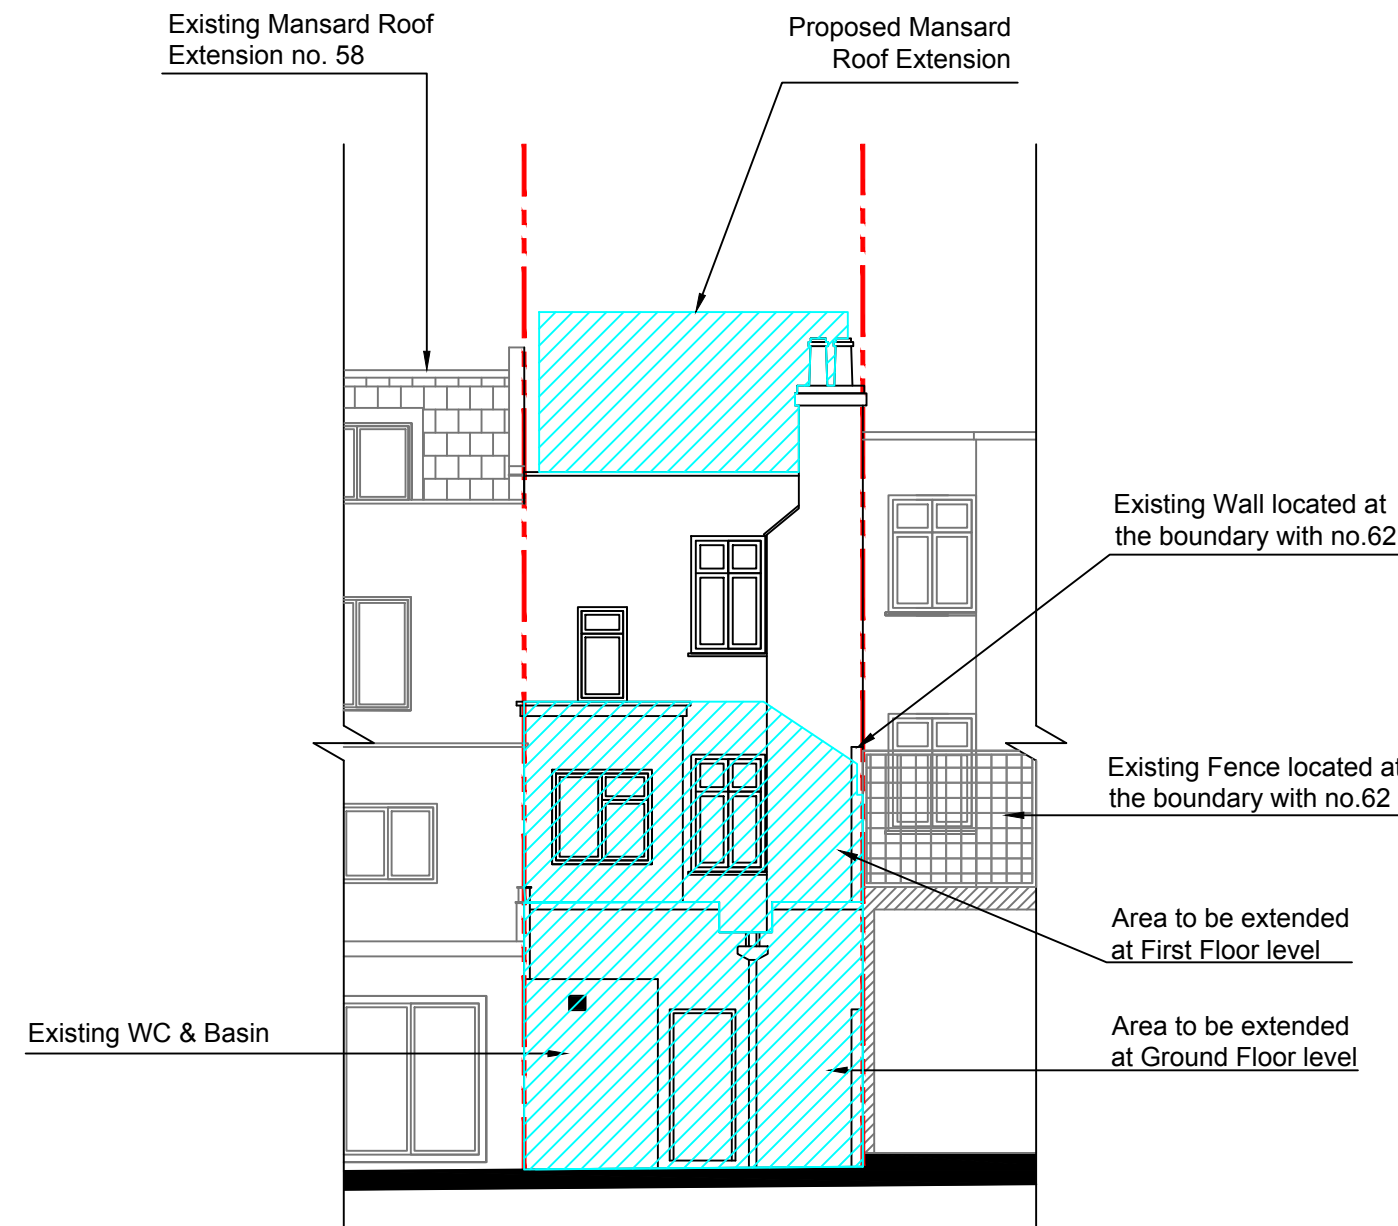 Existing Mansard Roof
Extension no. 58
Proposed Mansard
Roof Extension
Existing Wall located at
the boundary with no.62
Existing Fence located at
the boundary with no.62
Area to be extended
at First Floor level
Area to be extended
at Ground Floor level
Existing WC & Basin